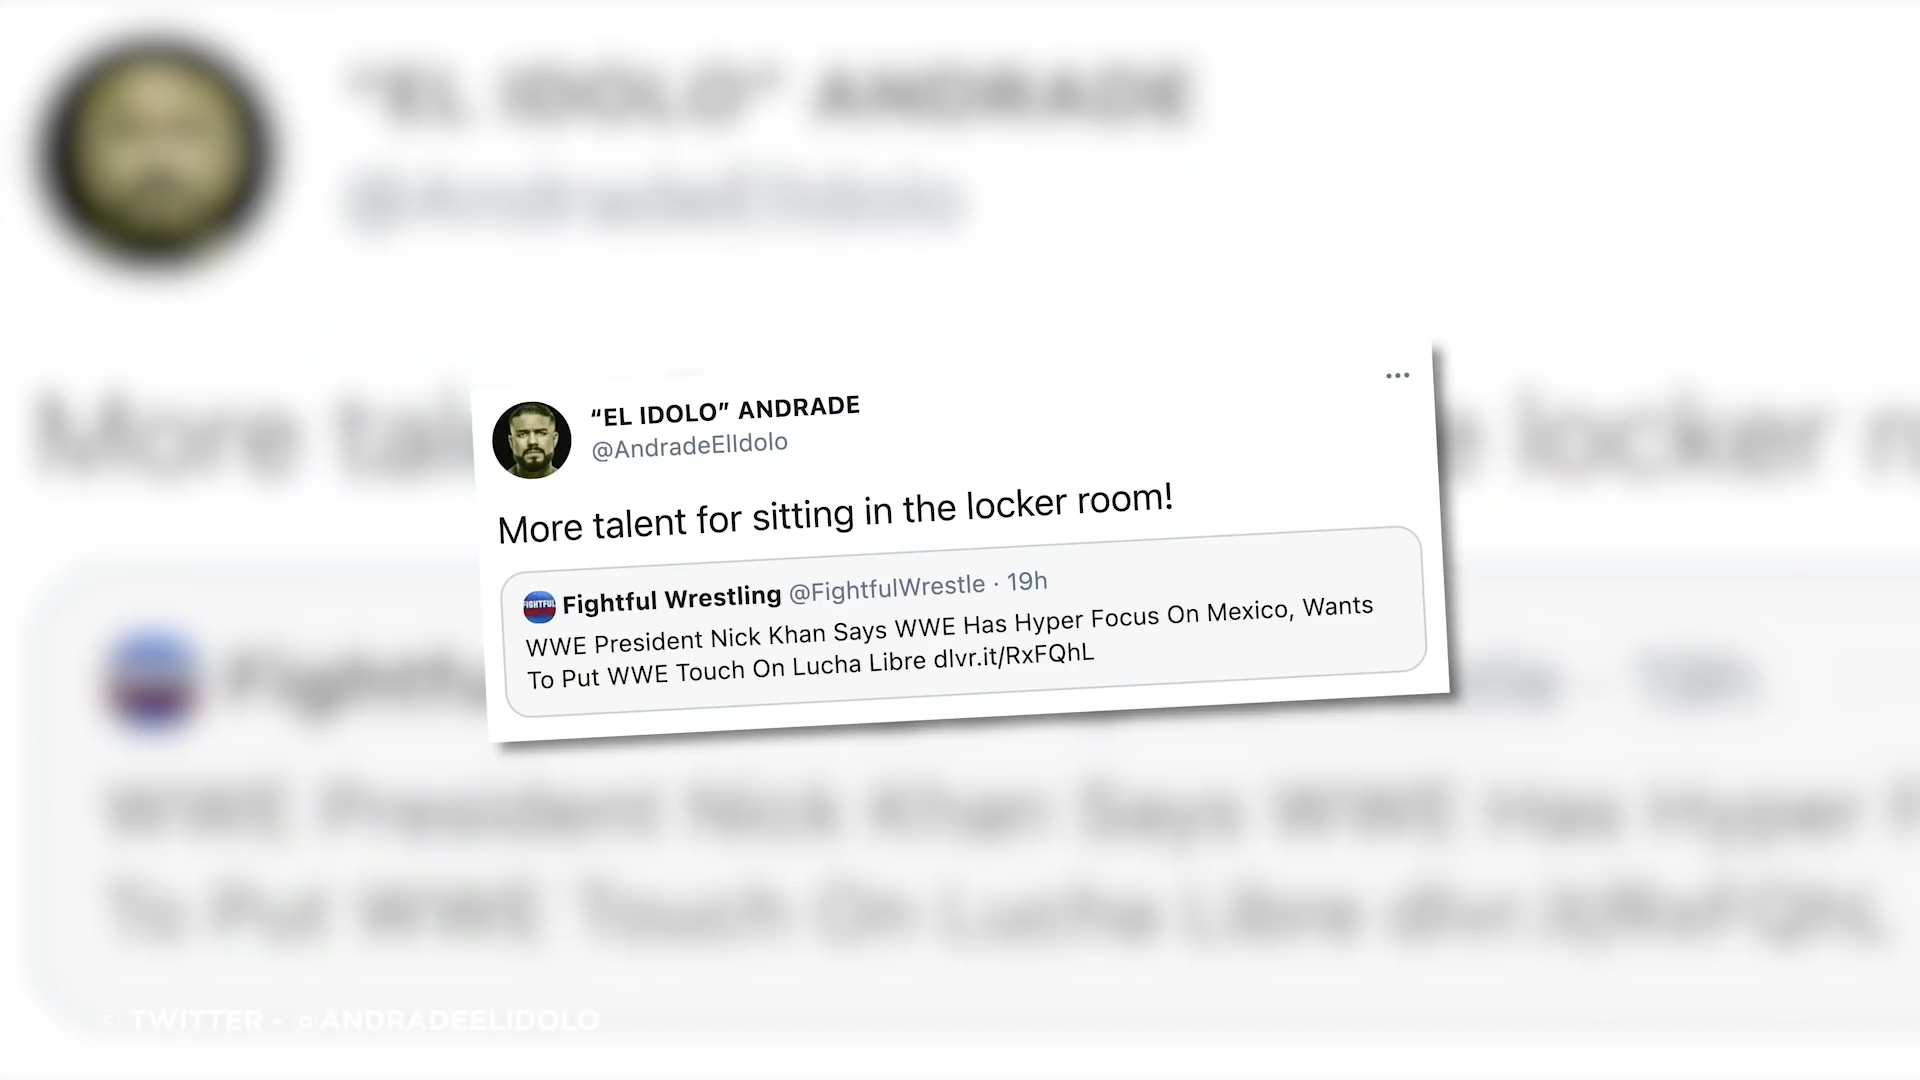 “EL IDOLO” ANDRADE
@AndradeElIdolo
More talent for sitting in the locker room!
FIGHTFUL
Fightful Wrestling @FightfulWrestle · 19h
WWE President Nick Khan Says WWE Has Hyper Focus On Mexico, Wants
To Put WWE Touch On Lucha Libre dlvr.it/RxFQhL
TWITTER - @ANDRADEELIDOLO